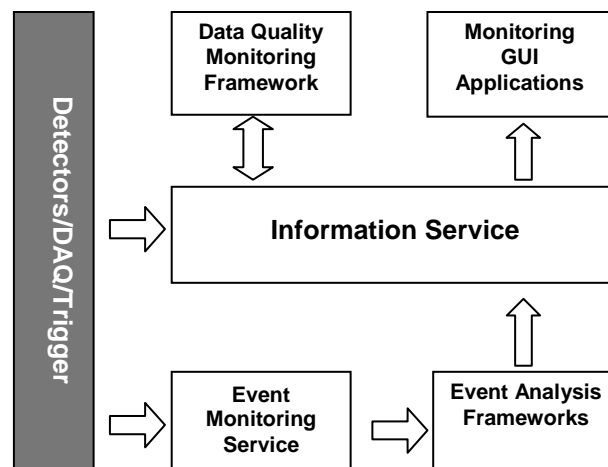 Detectors/DAQ/Trigger
Data Quality
Monitoring
Framework
Monitoring
GUI
Applications
Information Service
Event
Monitoring
Service
Event Analysis
Frameworks